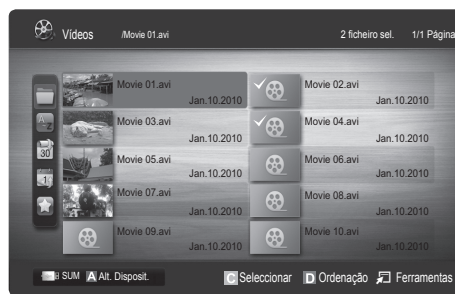 Vídeos /Movie 01.avi 2 ficheiro sel. 1/1 Página
Movie 01.avi Movie 02.avi
Jan.10.2010 Jan.10.2010
Movie 03.avi Movie 04.avi
Jan.10.2010 Jan.10.2010
Movie 05.avi Movie 06.avi
Jan.10.2010 Jan.10.2010
Movie 07.avi Movie 08.avi
Jan.10.2010 Jan.10.2010
Movie 09.avi Movie 10.avi
Jan.10.2010 Jan.10.2010
A Z
30
1
SUM A Alt. Disposit. C Seleccionar D Ordenação Ferramentas